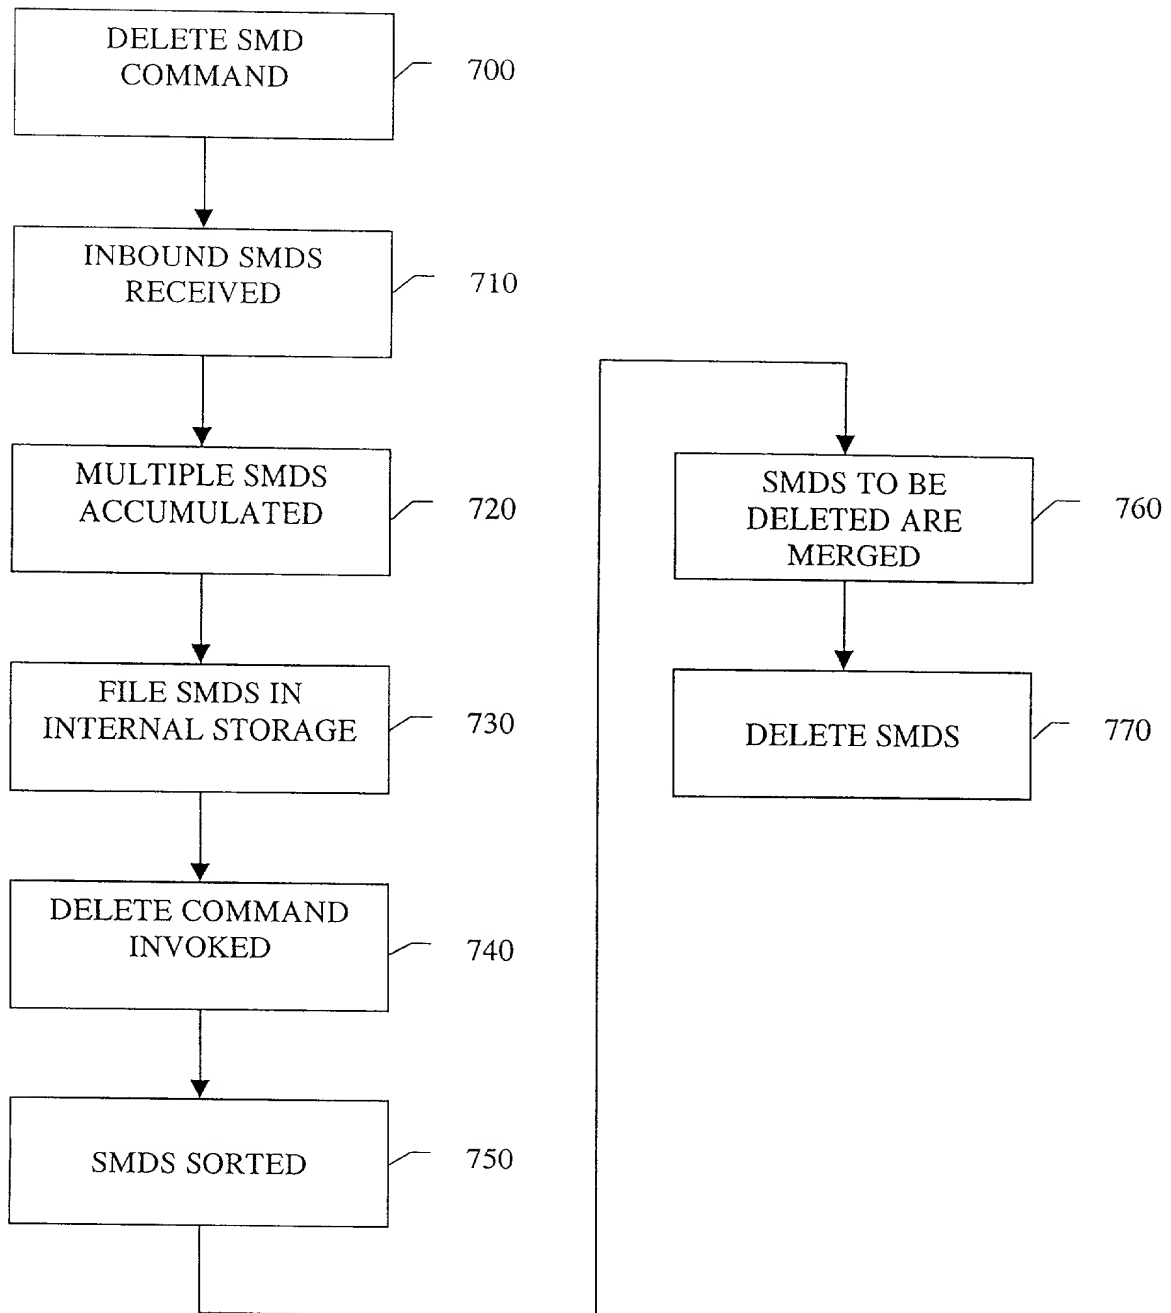 DELETE SMD
COMMAND
700
INBOUND SMDS
RECEIVED
710
MULTIPLE SMDS
ACCUMULATED
720
FILE SMDS IN
INTERNAL STORAGE
730
DELETE COMMAND
INVOKED
740
SMDS SORTED
750
SMDS TO BE
DELETED ARE
MERGED
760
DELETE SMDS
770